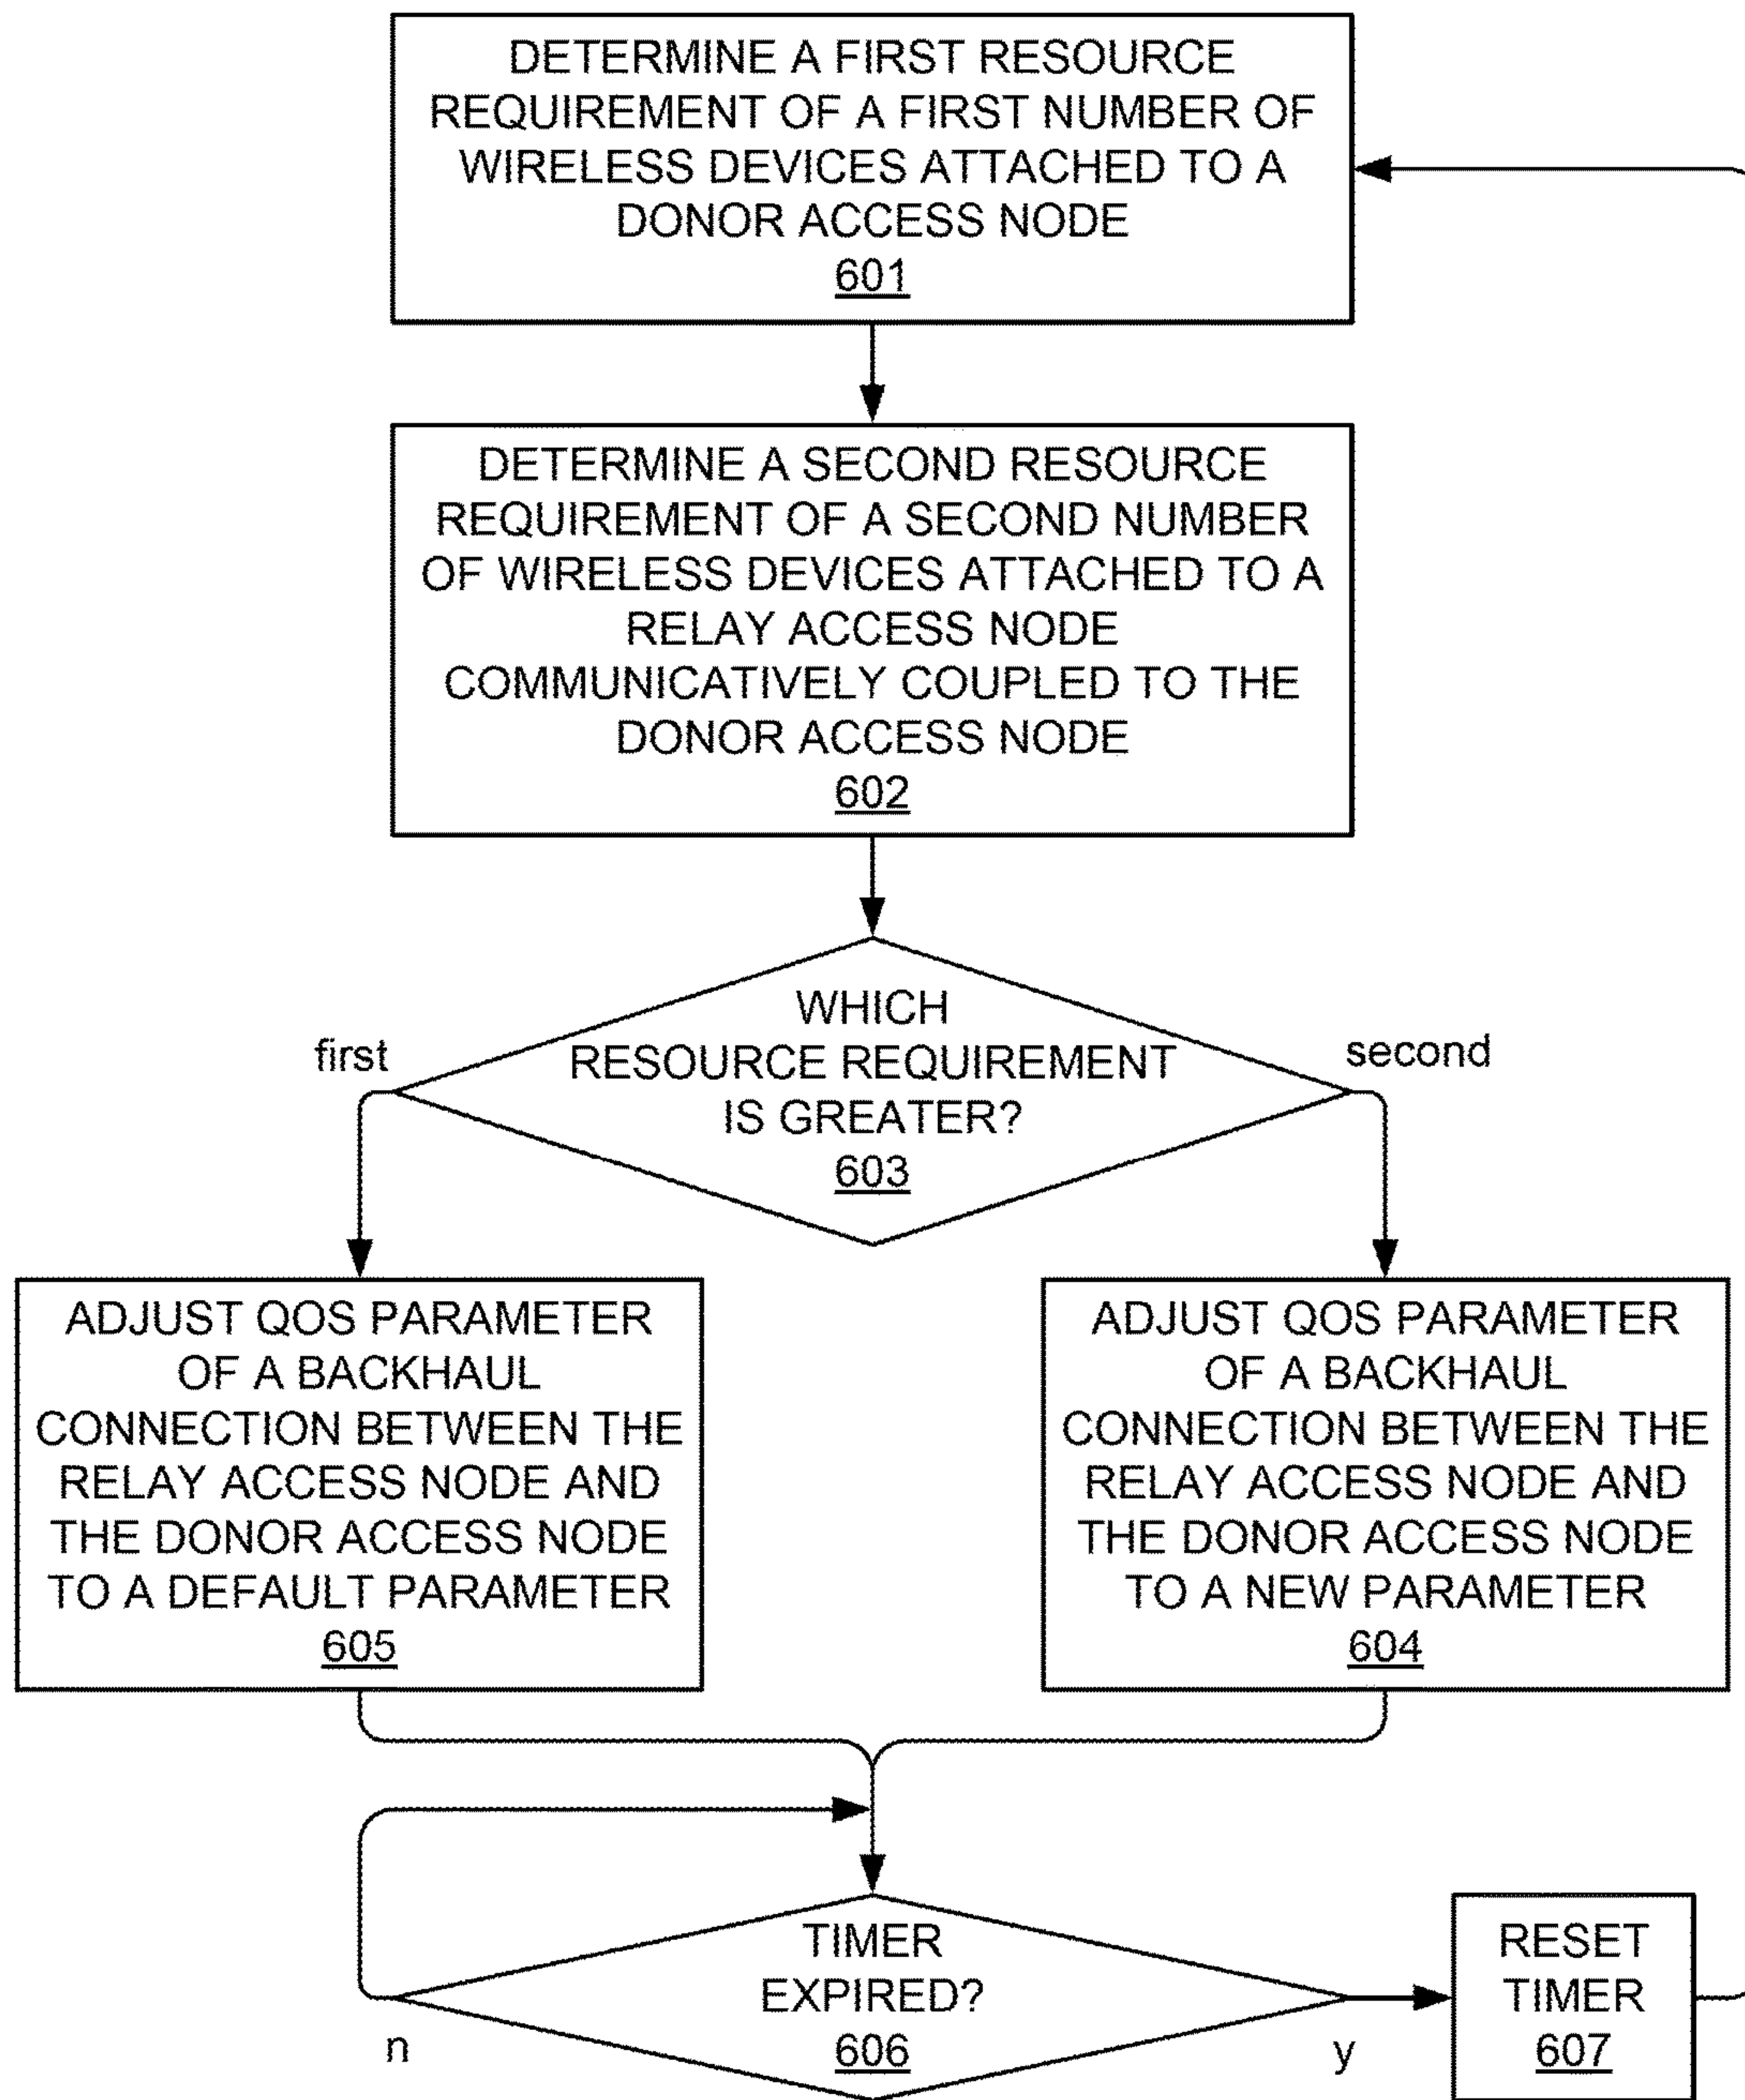 DETERMINE A FIRST RESOURCE
REQUIREMENT OF A FIRST NUMBER OF
WIRELESS DEVICES ATTACHED TO A
DONOR ACCESS NODE
601
DETERMINE A SECOND RESOURCE
REQUIREMENT OF A SECOND NUMBER
OF WIRELESS DEVICES ATTACHED TO A
RELAY ACCESS NODE
COMMUNICATIVELY COUPLED TO THE
DONOR ACCESS NODE
602
WHICH
RESOURCE REQUIREMENT
IS GREATER?
603
first
second
ADJUST QOS PARAMETER
OF A BACKHAUL
CONNECTION BETWEEN THE
RELAY ACCESS NODE AND
THE DONOR ACCESS NODE
TO A DEFAULT PARAMETER
605
ADJUST QOS PARAMETER
OF A BACKHAUL
CONNECTION BETWEEN THE
RELAY ACCESS NODE AND
THE DONOR ACCESS NODE
TO A NEW PARAMETER
604
TIMER
EXPIRED?
606
n
y
RESET
TIMER
607